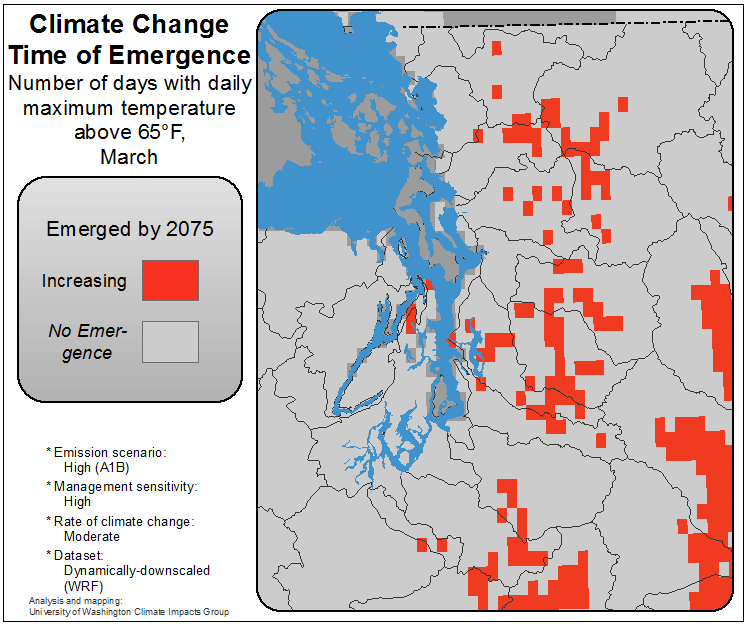 Climate Change
Time of Emergence
Number of days with daily
maximum temperature
above 65°F,
March
Emerged by 2075
Increasing
No Emer-
gence
* Emission scenario:
High (A1B)
* Management sensitivity:
High
* Rate of climate change:
Moderate
* Dataset:
Dynamically-downscaled
(WRF)
Analysis and mapping:
University of Washington Climate Impacts Group